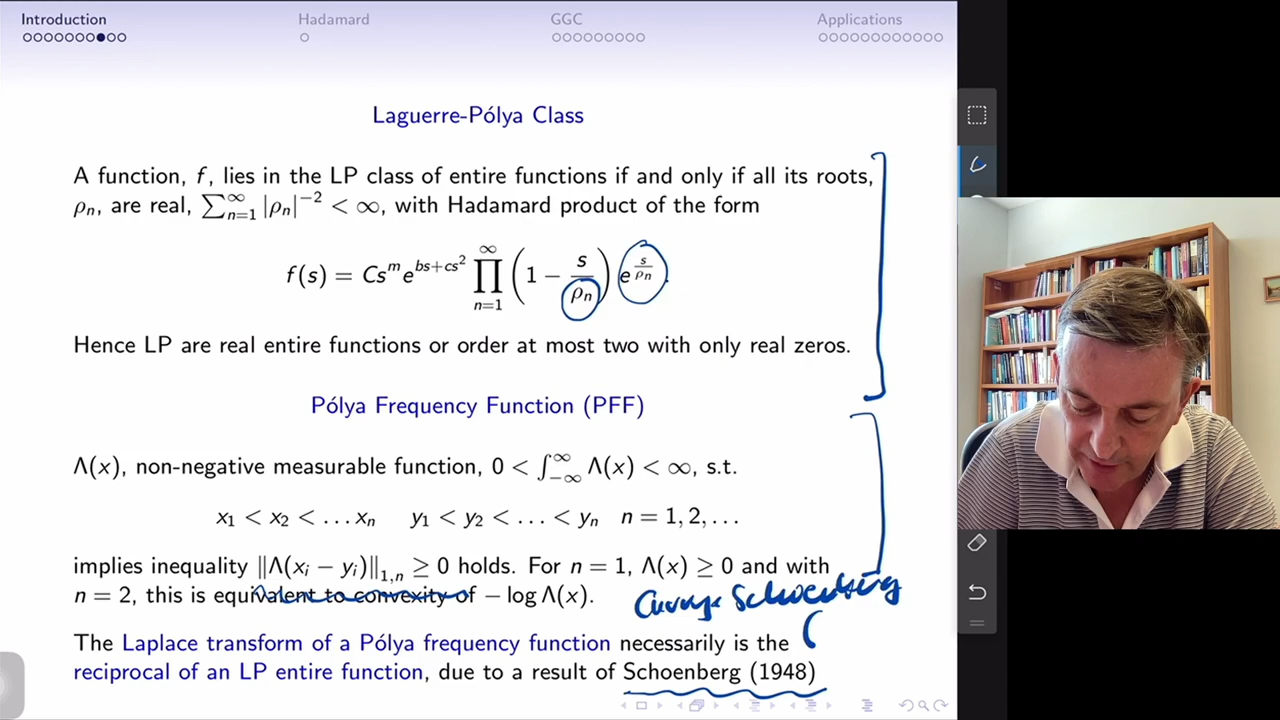 Introduction Hadamard GGC Applications
Laguerre-Pólya Class
A function, f, lies in the LP class of entire functions if and only if all its roots,
ρₙ, are real, ∑ₙ₌₁^∞ |ρₙ|⁻² < ∞, with Hadamard product of the form
f(s) = Cs^m e^{bs+cs²} ∏_{n=1}^{∞} (1 − s/ρₙ) e^{s/ρₙ}.
Hence LP are real entire functions or order at most two with only real zeros.
Pólya Frequency Function (PFF)
Λ(x), non-negative measurable function, 0 < ∫_{−∞}^{∞} Λ(x) < ∞, s.t.
x₁ < x₂ < … xₙ y₁ < y₂ < … < yₙ n = 1, 2, …
implies inequality ‖Λ(xᵢ − yᵢ)‖₁,ₙ ≥ 0 holds. For n = 1, Λ(x) ≥ 0 and with
n = 2, this is equivalent to convexity of − log Λ(x).
Schoenberg
The Laplace transform of a Pólya frequency function necessarily is the
reciprocal of an LP entire function, due to a result of Schoenberg (1948)